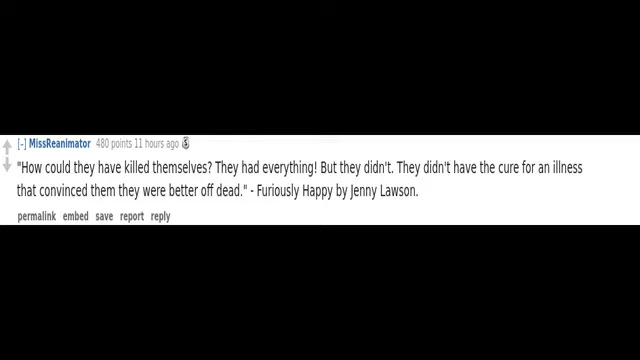 [-] MissReanimator 480 points 11 hours ago
"How could they have killed themselves? They had everything! But they didn't. They didn't have the cure for an illness
that convinced them they were better off dead." - Furiously Happy by Jenny Lawson.
permalink embed save report reply